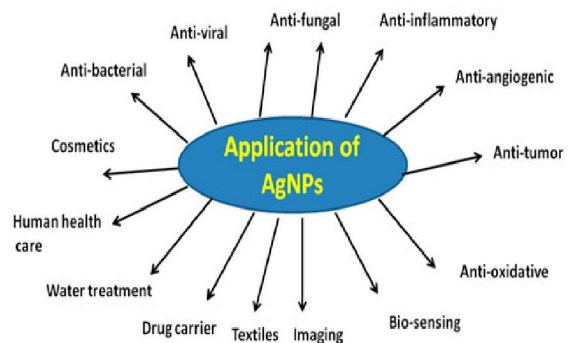 Application of
AgNPs
Anti-fungal
Anti-inflammatory
Anti-viral
Anti-bacterial
Anti-angiogenic
Cosmetics
Anti-tumor
Human health
care
Water treatment
Anti-oxidative
Drug carrier
Textiles
Imaging
Bio-sensing